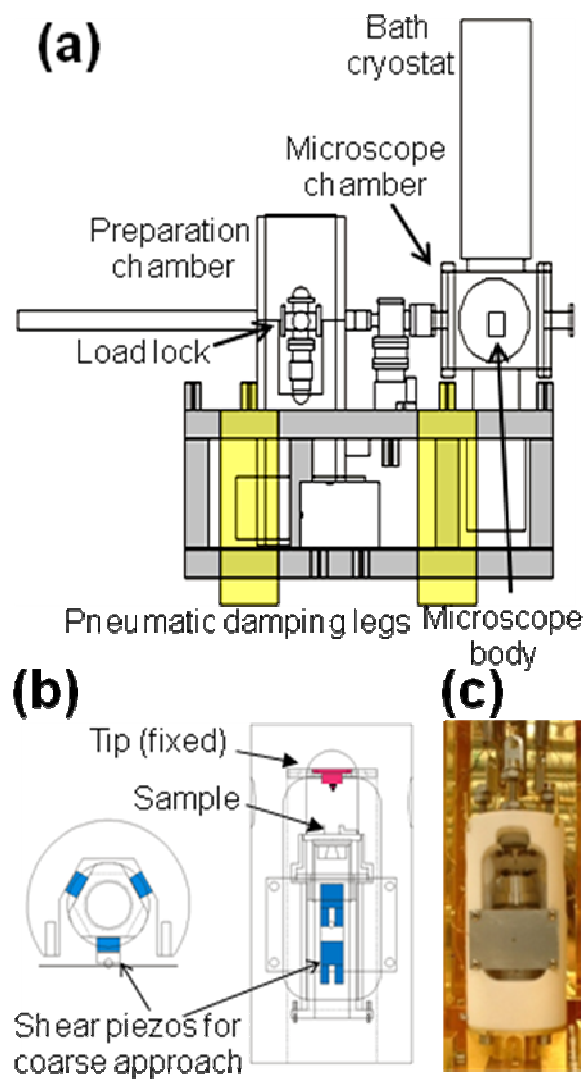 (a)
Bath
cryostat
Microscope
chamber
Preparation
chamber
Load lock
Pneumatic damping legs
Microscope
body
(b)
(c)
Tip (fixed)
Sample
Shear piezos for
coarse approach